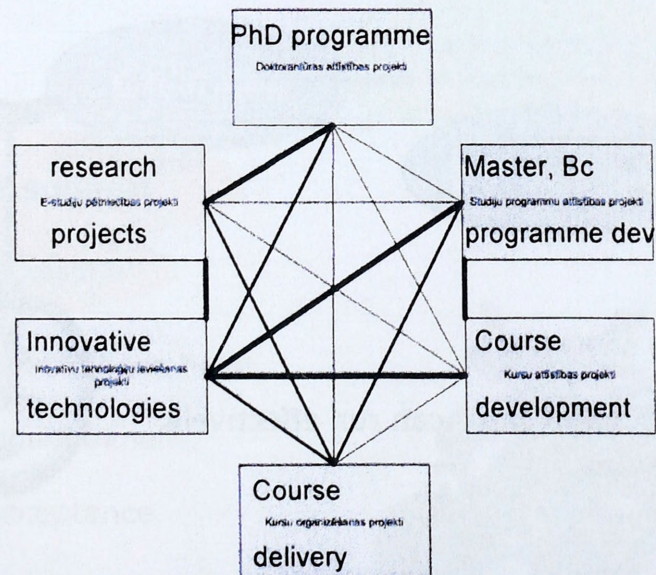 PhD programme
Doktorantūras attīstības projekti
research
E-studiju pētniecības projekti
projects
Master, Bc
Studiju programmu attīstības projekti
programme dev
Innovative
Inovatīvu tehnoloģiju ieviešanas
projekti
technologies
Course
Kursu attīstības projekti
development
Course
Kursu organizēšanas projekti
delivery